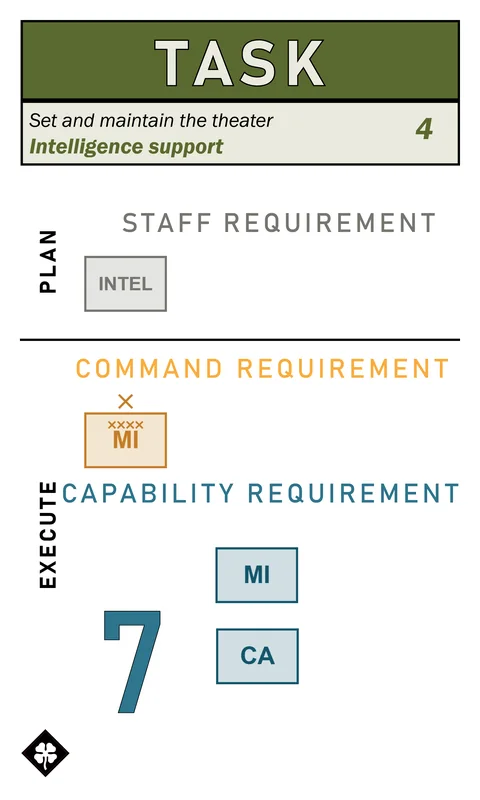 TASK
Set and maintain the theater
Intelligence support
4
PLAN
STAFF REQUIREMENT
INTEL
EXECUTE
COMMAND REQUIREMENT
×
××××
MI
CAPABILITY REQUIREMENT
MI
7
CA